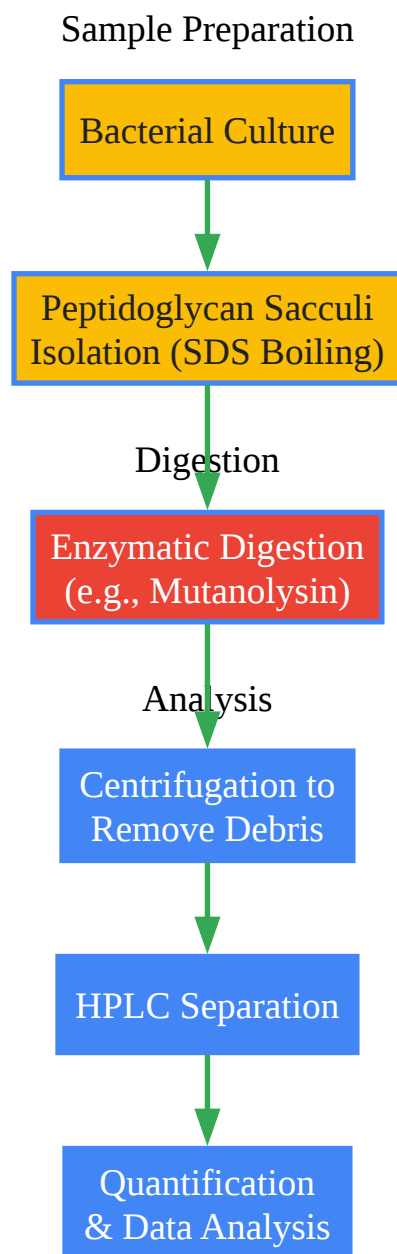 Sample Preparation
Bacterial Culture
Peptidoglycan Sacculi
Isolation (SDS Boiling)
Digestion
Enzymatic Digestion
(e.g., Mutanolysin)
Analysis
Centrifugation to
Remove Debris
HPLC Separation
Quantification
& Data Analysis